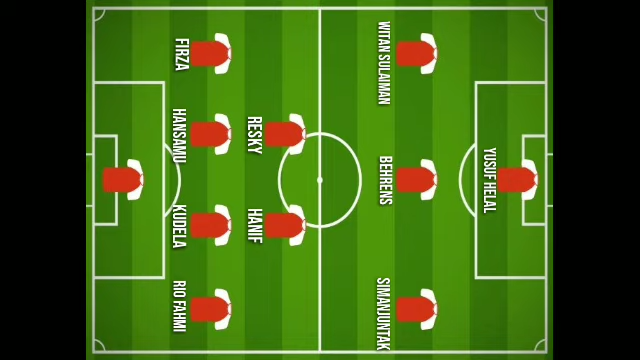 FIRZA
HANSAMU
KUDELA
RIO FAHMI
RESKY
HANIF
WITAN SULAIMAN
BEHRENS
SIMANJUNTAK
YUSUF HELAL